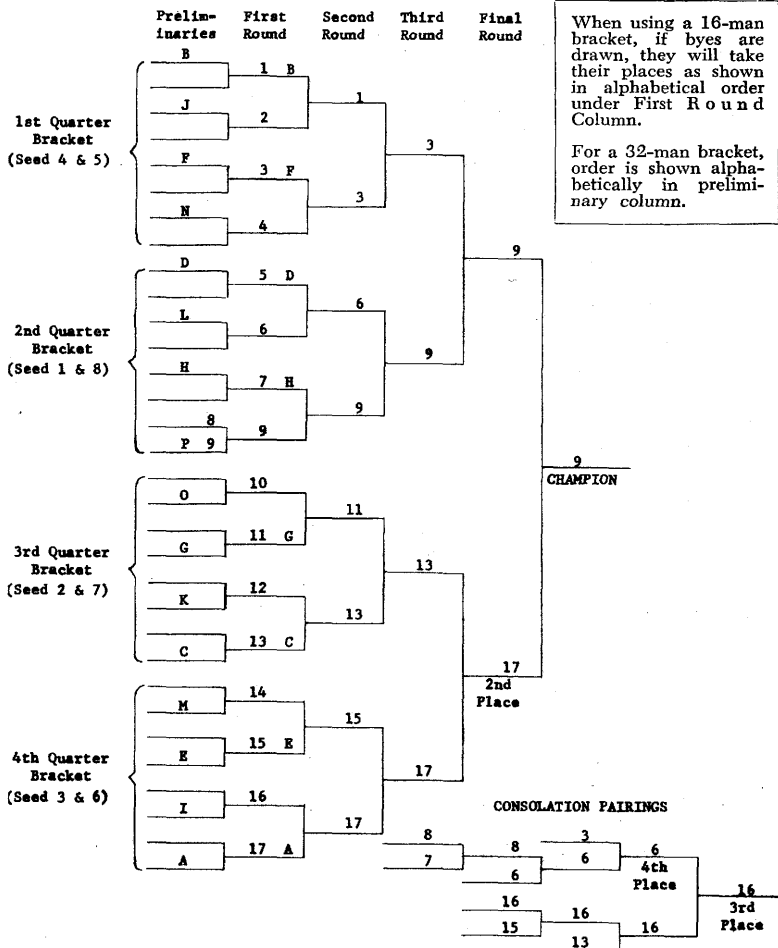 Prelim- First Second Third Final
inaries Round Round Round Round
When using a 16-man
bracket, if byes are
drawn, they will take
their places as shown
in alphabetical order
under First Round
Column.
For a 32-man bracket,
order is shown alpha-
betically in prelimi-
nary column.
1st Quarter
Bracket
(Seed 4 & 5)
B
1 B
1
J
2
3
F
3 F
3
N
4
9
2nd Quarter
Bracket
(Seed 1 & 8)
D
5 D
6
L
6
9
H
7 H
9
8
P 9
9
9
CHAMPION
3rd Quarter
Bracket
(Seed 2 & 7)
10
O
11
11 G
G
13
12
K
13
13 C
C
17
2nd
Place
4th Quarter
Bracket
(Seed 3 & 6)
14
M
15
15 E
E
17
16
I
17
17 A
A
CONSOLATION PAIRINGS
8
7
8
6
3
6
6
4th
Place
16
15
16
13
16
16
3rd
Place